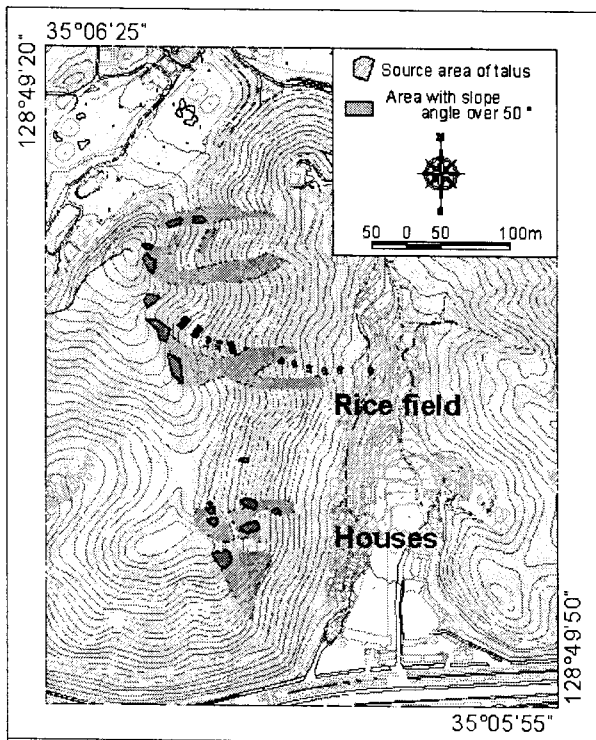 35°06'25"
128°49'20"
Source area of talus
Area with slope
angle over 50°
N
S
50 0 50 100m
Rice field
Houses
128°49'50"
35°05'55"